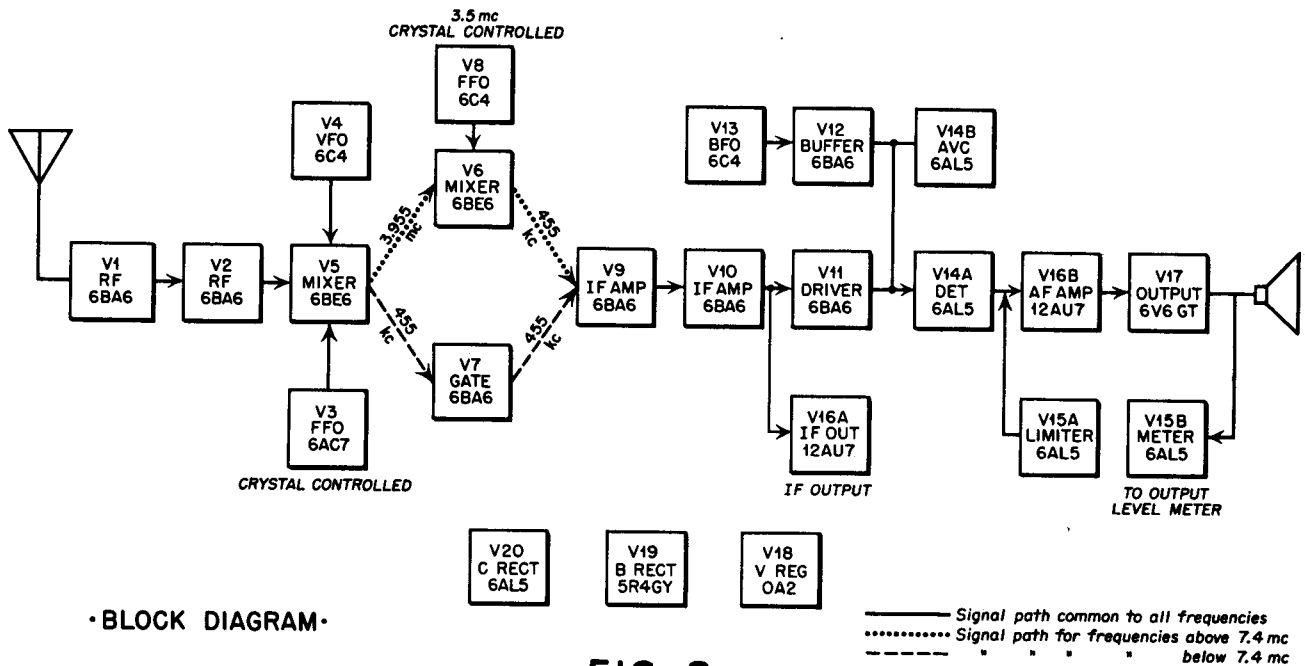 3.5 mc
CRYSTAL CONTROLLED
V8
FFO
6C4
V4
VFO
6C4
V6
MIXER
6BE6
V13
BFO
6C4
V12
BUFFER
6BA6
V14B
AVC
6AL5
3.955
mc
455
kc
V1
RF
6BA6
V2
RF
6BA6
V5
MIXER
6BE6
V9
IF AMP
6BA6
V10
IF AMP
6BA6
V11
DRIVER
6BA6
V14A
DET
6AL5
V16B
AF AMP
12AU7
V17
OUTPUT
6V6 GT
455
kc
455
kc
V7
GATE
6BA6
V3
FFO
6AC7
CRYSTAL CONTROLLED
V16A
IF OUT
12AU7
IF OUTPUT
V15A
LIMITER
6AL5
V15B
METER
6AL5
TO OUTPUT
LEVEL METER
V20
C RECT
6AL5
V19
B RECT
5R4GY
V18
V REG
OA2
•BLOCK DIAGRAM•
Signal path common to all frequencies
Signal path for frequencies above 7.4 mc
" " " " below 7.4 mc